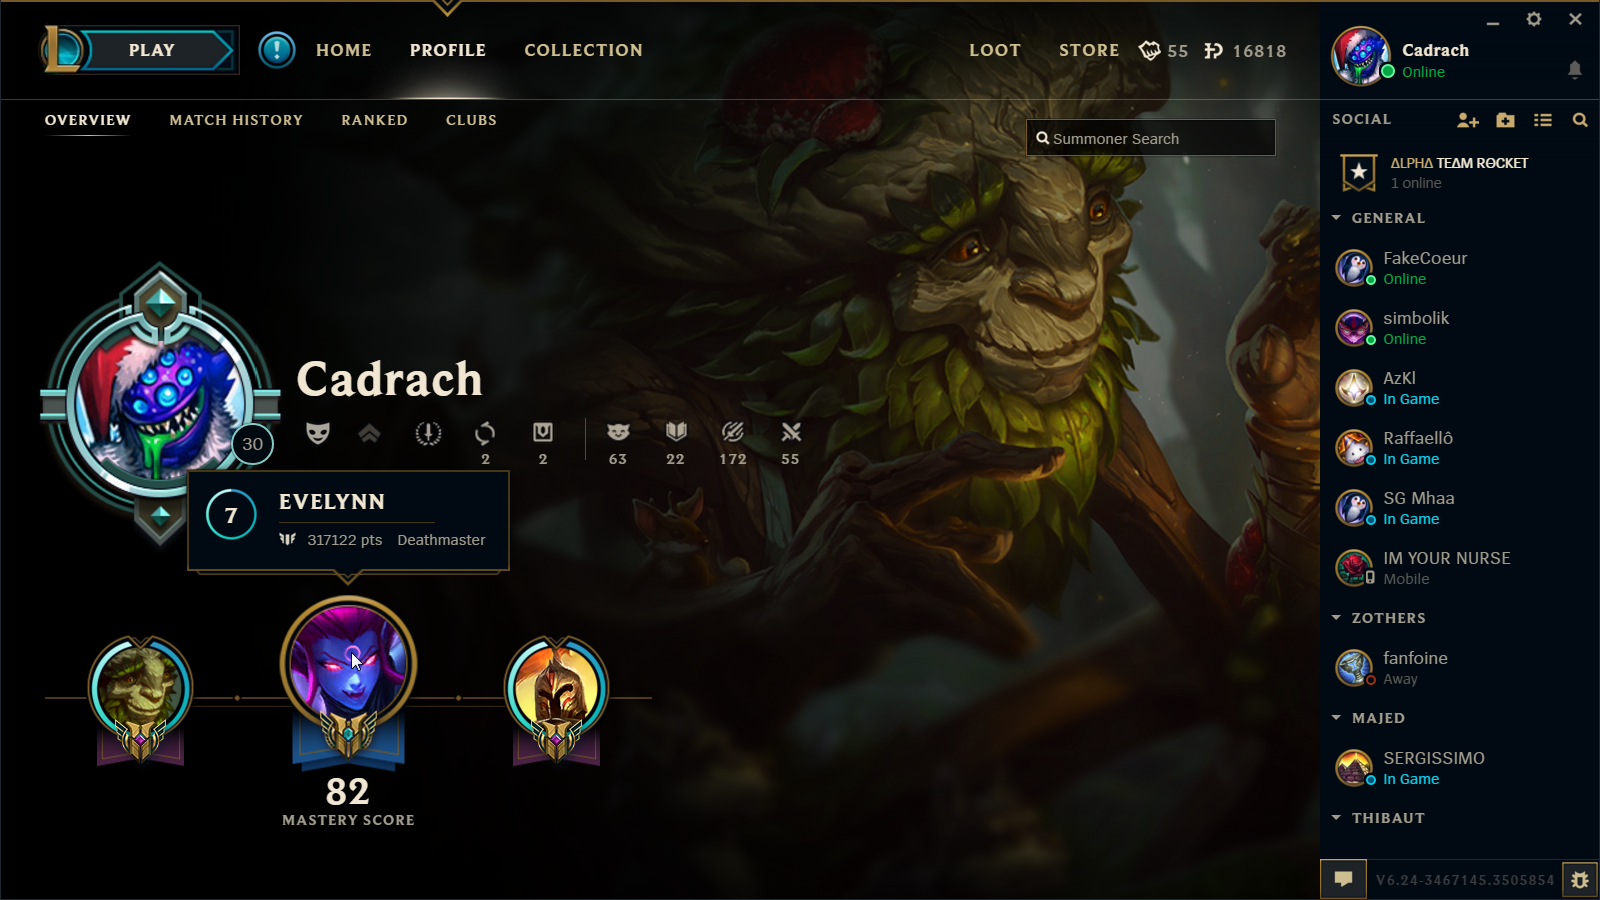 PLAY
HOME
PROFILE
COLLECTION
LOOT
STORE
55
16818
Cadrach
Online
OVERVIEW
MATCH HISTORY
RANKED
CLUBS
Summoner Search
SOCIAL
ΔLPHΔ TEΔM RӨCKET
1 online
GENERAL
FakeCoeur
Online
simbolik
Online
AzKl
In Game
Raffaellô
In Game
SG Mhaa
In Game
IM YOUR NURSE
Mobile
ZOTHERS
fanfoine
Away
MAJED
SERGISSIMO
In Game
THIBAUT
V6.24-3467145.3505854
Cadrach
30
2
2
63
22
172
55
7
EVELYNN
317122 pts Deathmaster
82
MASTERY SCORE